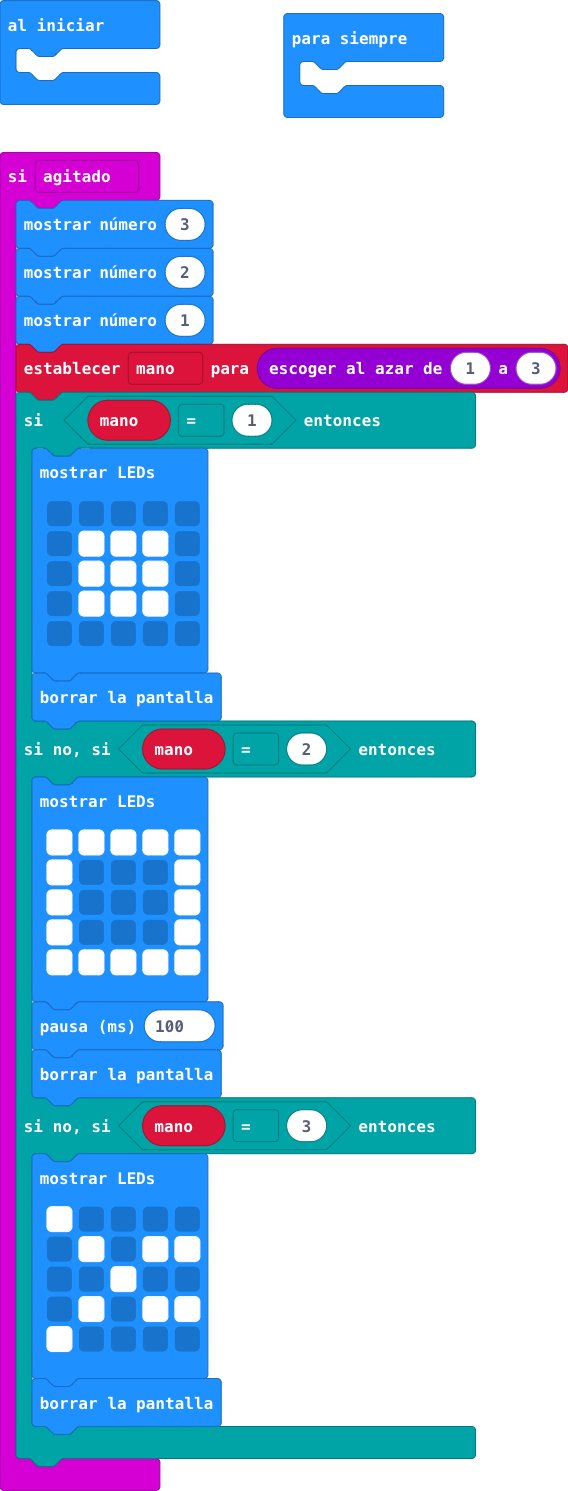 al iniciar
para siempre
si agitado
mostrar número 3
mostrar número 2
mostrar número 1
establecer mano para escoger al azar de 1 a 3
si mano = 1 entonces
mostrar LEDs
borrar la pantalla
si no, si mano = 2 entonces
mostrar LEDs
pausa (ms) 100
borrar la pantalla
si no, si mano = 3 entonces
mostrar LEDs
borrar la pantalla